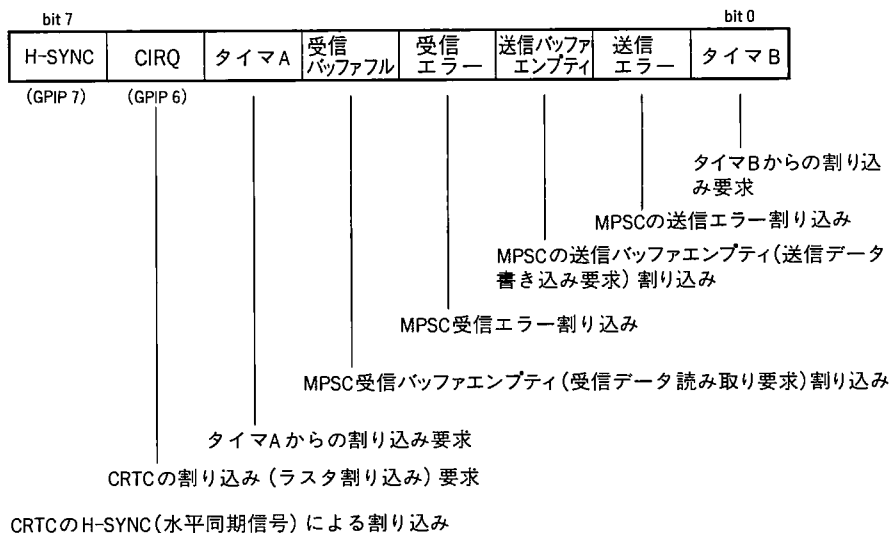 bit 7
bit 0
H-SYNC
CIRQ
タイマA
受信
バッファフル
受信
エラー
送信バッファ
エンプティ
送信
エラー
タイマB
(GPIP 7)
(GPIP 6)
タイマBからの割り込
み要求
MPSCの送信エラー割り込み
MPSCの送信バッファエンプティ(送信データ
書き込み要求)割り込み
MPSC受信エラー割り込み
MPSC受信バッファエンプティ(受信データ読み取り要求)割り込み
タイマAからの割り込み要求
CRTCの割り込み(ラスタ割り込み)要求
CRTCのH-SYNC(水平同期信号)による割り込み